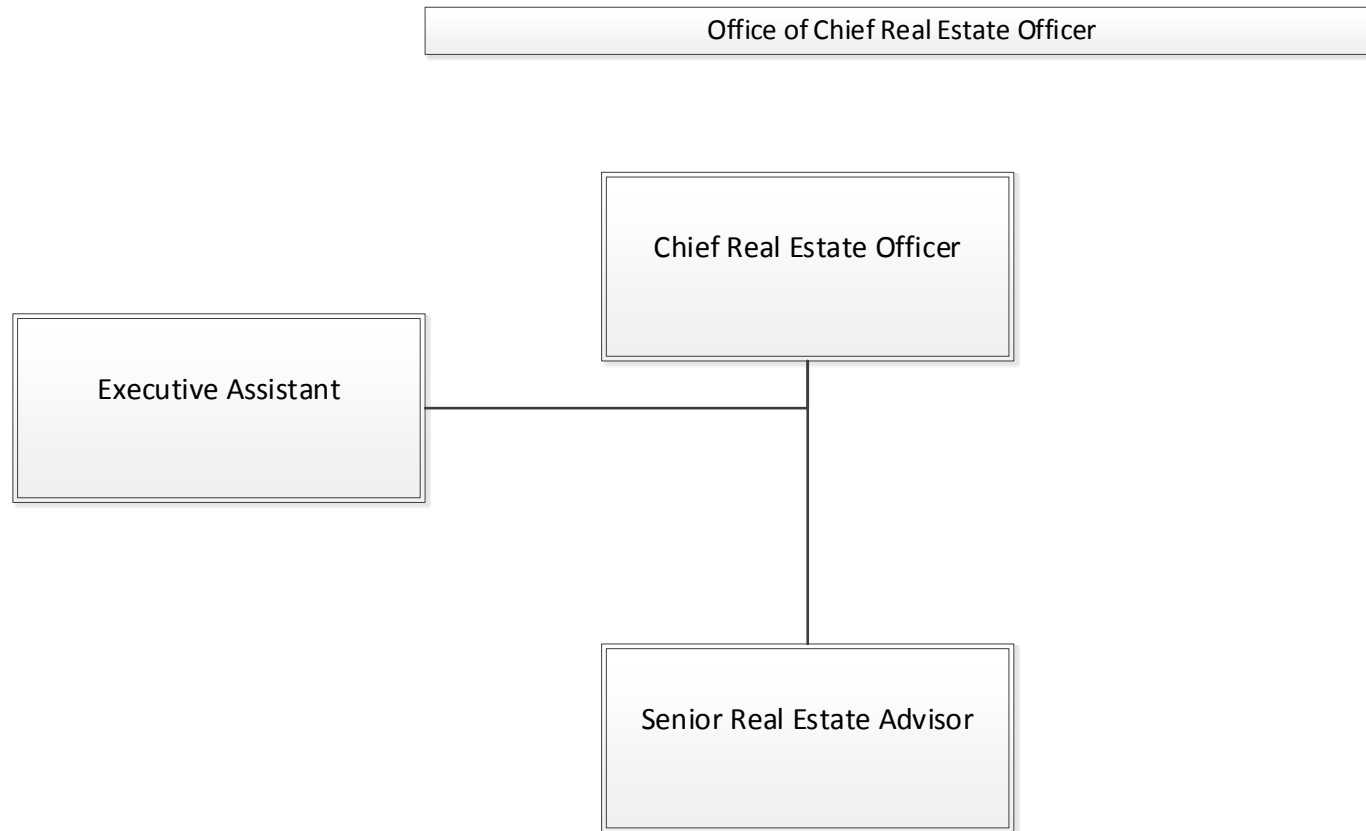 Office of Chief Real Estate Officer
Chief Real Estate Officer
Executive Assistant
Senior Real Estate Advisor